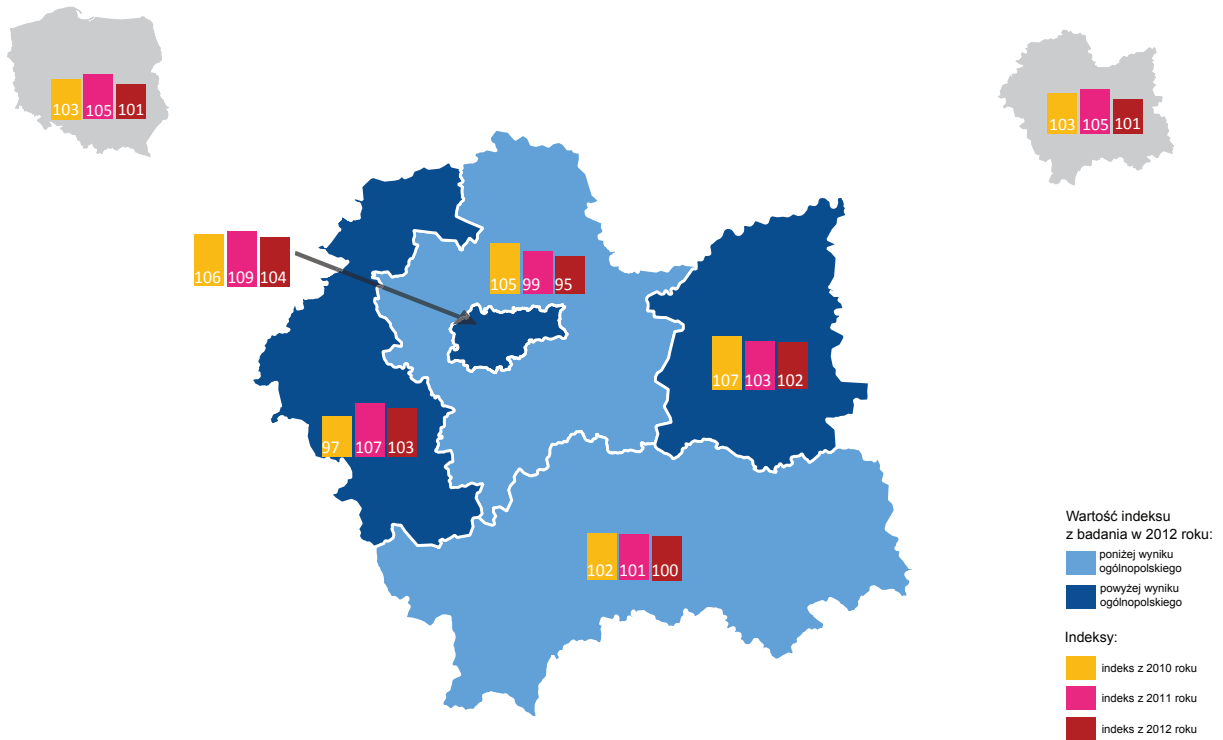 103 105 101
103 105 101
106 109 104
105 99 95
107 103 102
97 107 103
102 101 100
Wartość indeksu
z badania w 2012 roku:
poniżej wyniku
ogólnopolskiego
powyżej wyniku
ogólnopolskiego
Indeksy:
indeks z 2010 roku
indeks z 2011 roku
indeks z 2012 roku